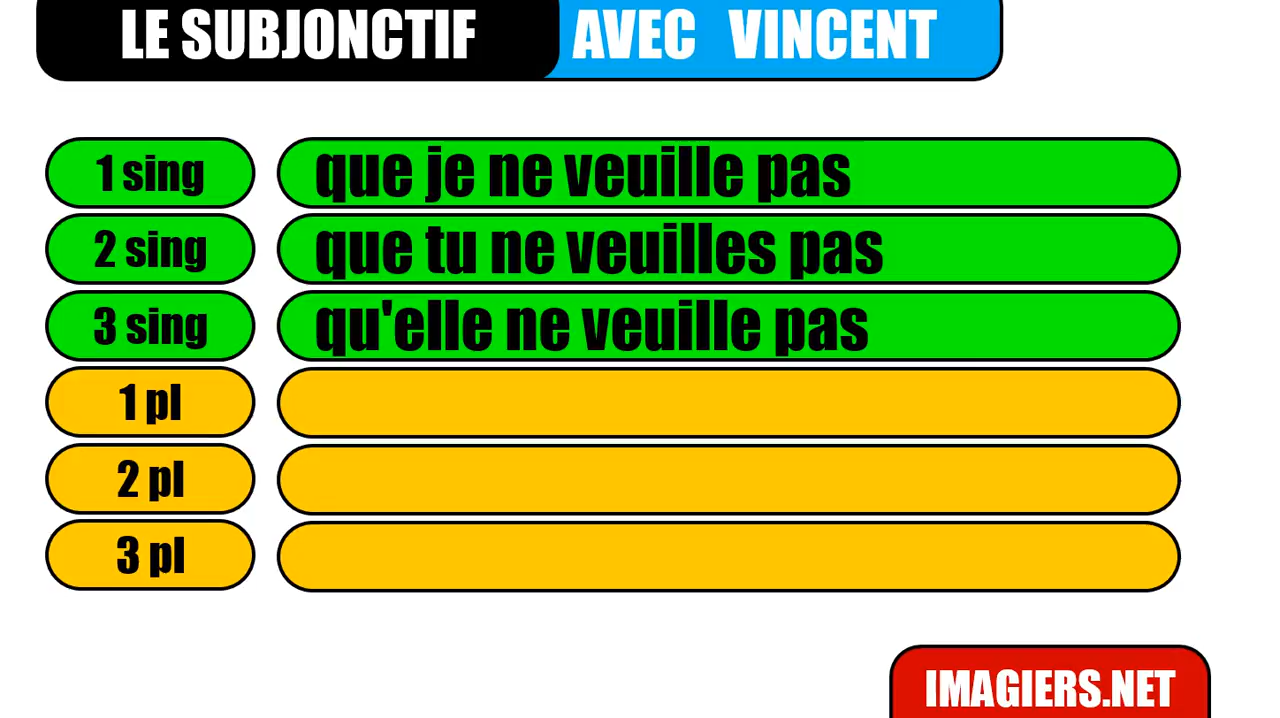 LE SUBJONCTIF AVEC VINCENT
1 sing que je ne veuille pas
2 sing que tu ne veuilles pas
3 sing qu'elle ne veuille pas
1 pl
2 pl
3 pl
IMAGIERS.NET